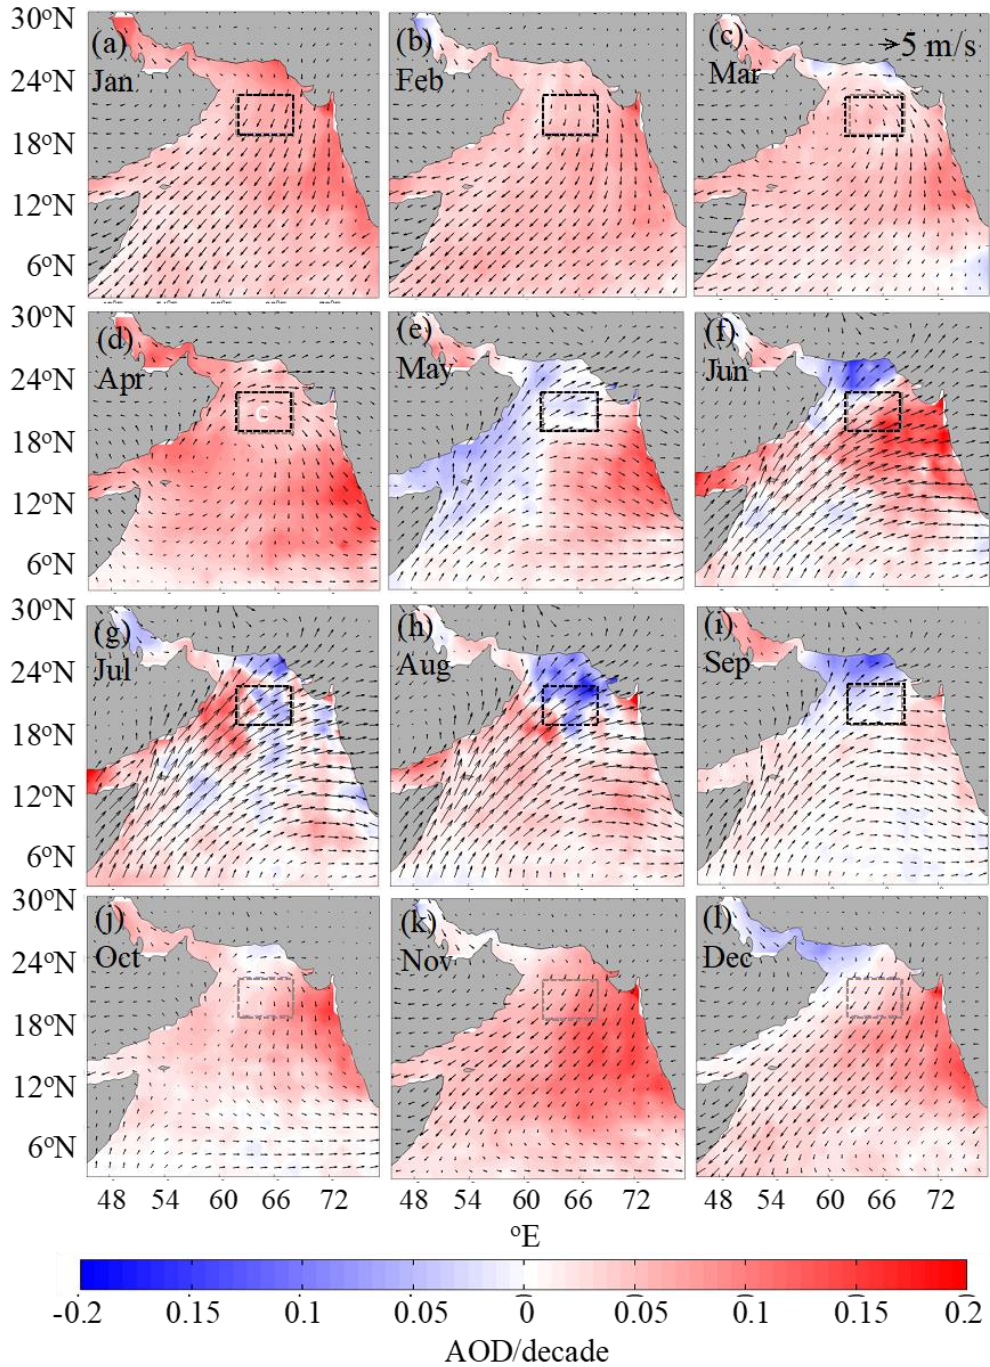 30°N
(a)
(b)
(c)
5 m/s
24°N
Jan
Feb
Mar
18°N
12°N
6°N
30°N
(d)
(e)
(f)
24°N
Apr
May
Jun
C
18°N
12°N
6°N
30°N
(g)
(h)
(i)
24°N
Jul
Aug
Sep
18°N
12°N
6°N
30°N
(j)
(k)
(l)
24°N
Oct
Nov
Dec
18°N
12°N
6°N
48 54 60 66 72 48 54 60 66 72 48 54 60 66 72
°E
-0.2 0.15 0.1 0.05 0 0.05 0.1 0.15 0.2
AOD/decade